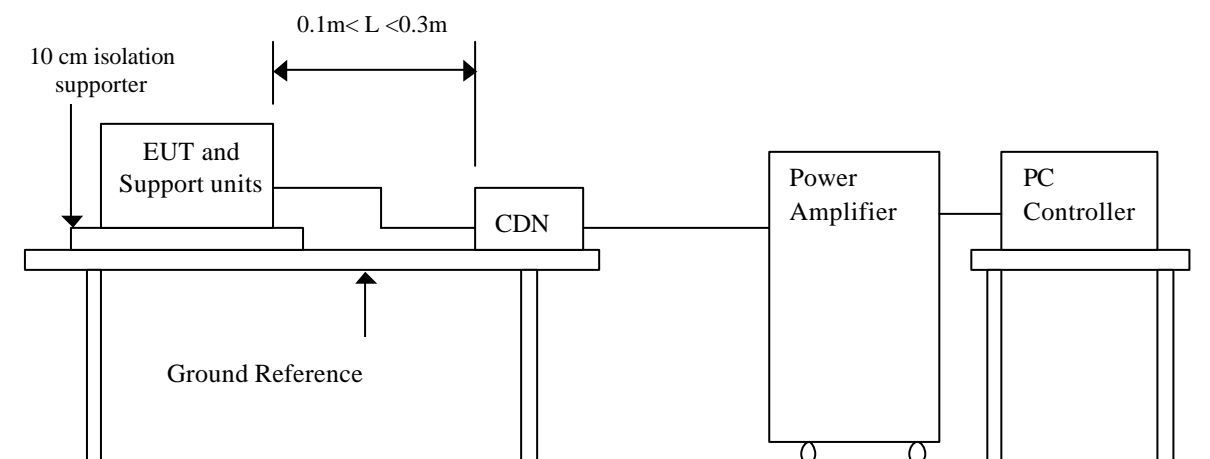 0.1m< L <0.3m
10 cm isolation
supporter
EUT and
Support units
CDN
Power
Amplifier
PC
Controller
Ground Reference